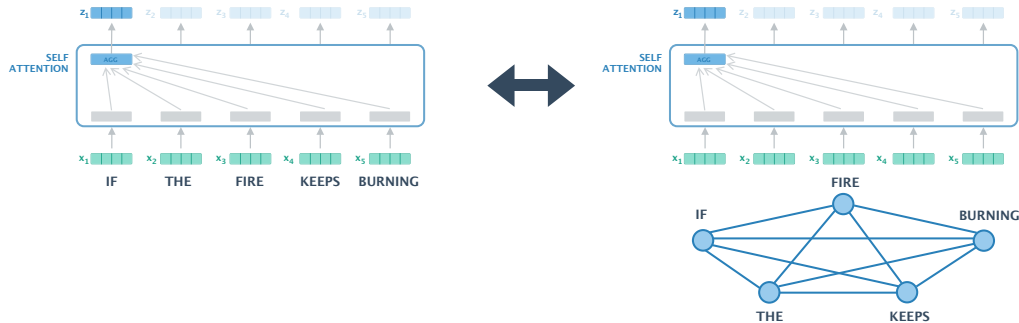 z1 z2 z3 z4 z5
SELF
ATTENTION
AGG
x1 x2 x3 x4 x5
IF THE FIRE KEEPS BURNING
z1 z2 z3 z4 z5
SELF
ATTENTION
AGG
x1 x2 x3 x4 x5
FIRE
IF
BURNING
THE
KEEPS